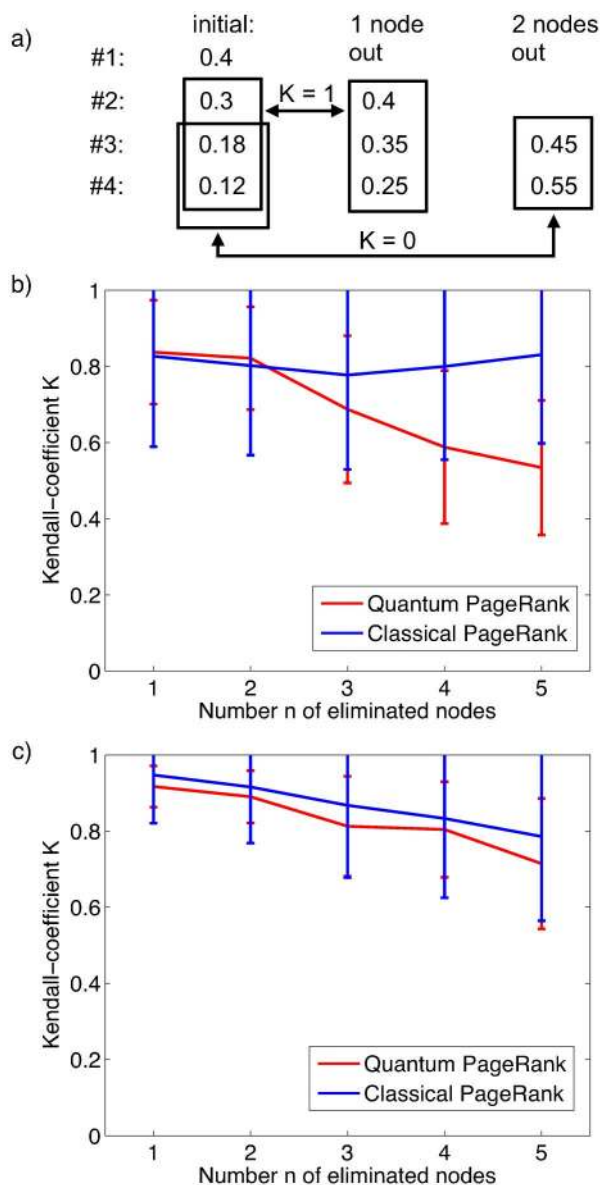 a)
initial:
1 node
out
2 nodes
out
#1: 0.4
#2: 0.3 K = 1 0.4
#3: 0.18 0.35 0.45
#4: 0.12 0.25 0.55
K = 0
b)
1
0.8
0.6
0.4
0.2
0
Kendall-coefficient K
Quantum PageRank
Classical PageRank
1 2 3 4 5
Number n of eliminated nodes
c)
1
0.8
0.6
0.4
0.2
0
Kendall-coefficient K
Quantum PageRank
Classical PageRank
1 2 3 4 5
Number n of eliminated nodes